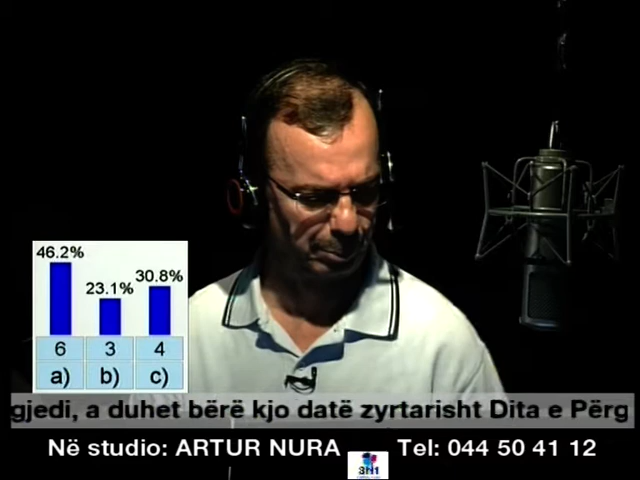 46.2% 23.1% 30.8%
6 3 4
a) b) c)
gjedi, a duhet bërë kjo datë zyrtarisht Dita e Përg
Në studio: ARTUR NURA Tel: 044 50 41 12
3N1